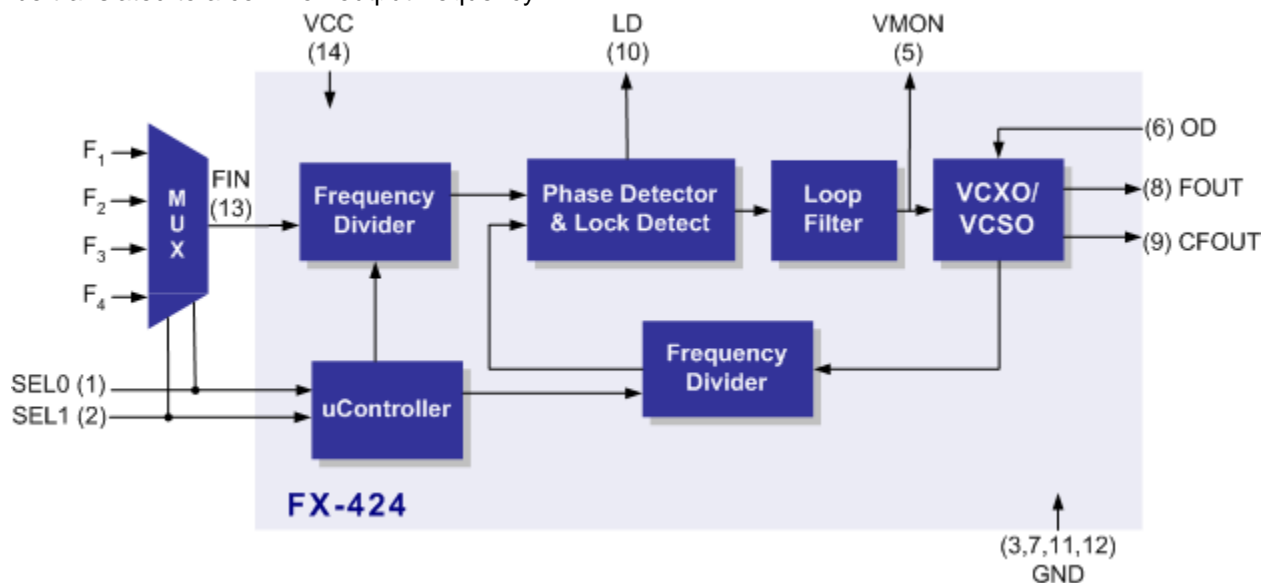 VCC
(14)
LD
(10)
VMON
(5)
(6) OD
F1
F2
F3
F4
MUX
FIN
(13)
Frequency
Divider
Phase Detector
& Lock Detect
Loop
Filter
VCXO/
VCSO
(8) FOUT
(9) CFOUT
Frequency
Divider
SEL0 (1)
SEL1 (2)
uController
FX-424
(3,7,11,12)
GND